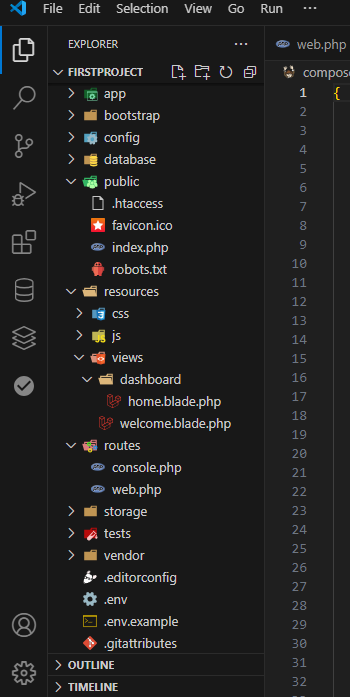 File Edit Selection View Go Run ···
EXPLORER ···
web.php
FIRSTPROJECT
compos
app
1 {
bootstrap
2
config
3
database
4
public
5
.htaccess
6
favicon.ico
7
index.php
8
robots.txt
9
resources
10
css
11
js
12
views
13
dashboard
14
home.blade.php
15
welcome.blade.php
16
routes
17
console.php
18
web.php
19
storage
20
tests
21
vendor
22
.editorconfig
23
.env
24
.env.example
25
.gitattributes
26
27
28
29
30
OUTLINE
31
TIMELINE